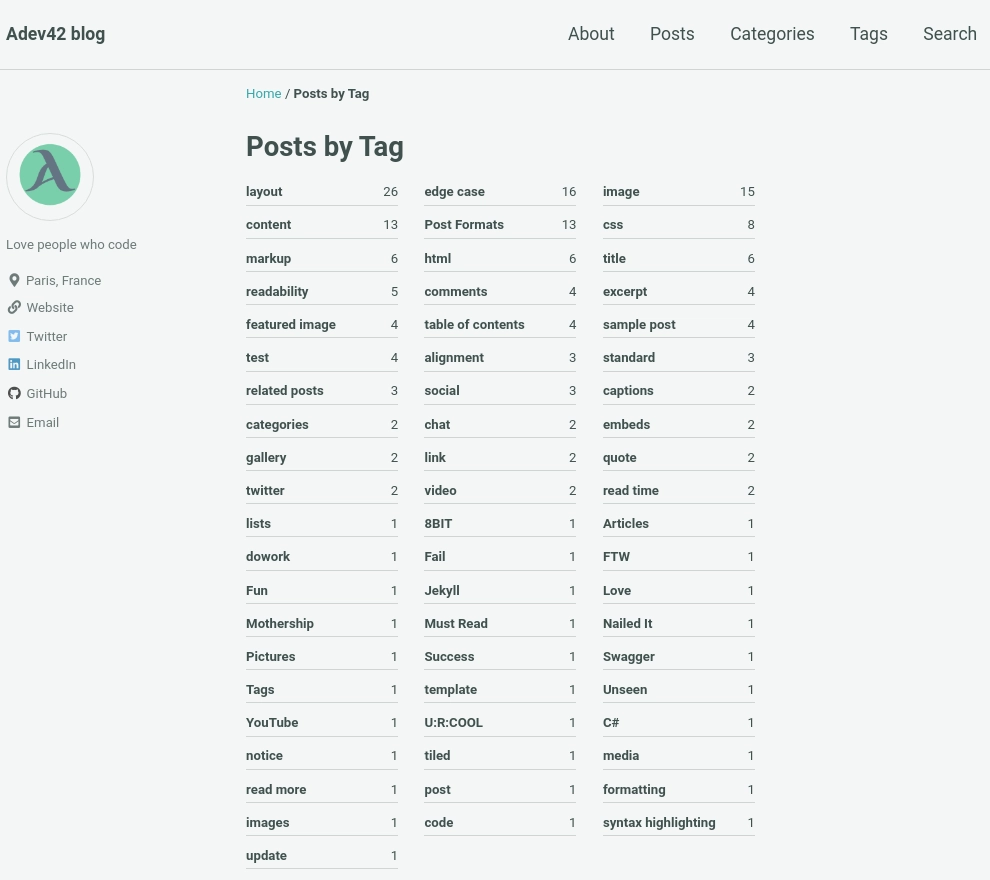 Adev42 blog
About Posts Categories Tags Search
Home / Posts by Tag
Posts by Tag
Love people who code
Paris, France
Website
Twitter
LinkedIn
GitHub
Email
layout 26 edge case 16 image 15
content 13 Post Formats 13 css 8
markup 6 html 6 title 6
readability 5 comments 4 excerpt 4
featured image 4 table of contents 4 sample post 4
test 4 alignment 3 standard 3
related posts 3 social 3 captions 2
categories 2 chat 2 embeds 2
gallery 2 link 2 quote 2
twitter 2 video 2 read time 2
lists 1 8BIT 1 Articles 1
dowork 1 Fail 1 FTW 1
Fun 1 Jekyll 1 Love 1
Mothership 1 Must Read 1 Nailed It 1
Pictures 1 Success 1 Swagger 1
Tags 1 template 1 Unseen 1
YouTube 1 U:R:COOL 1 C# 1
notice 1 tiled 1 media 1
read more 1 post 1 formatting 1
images 1 code 1 syntax highlighting 1
update 1